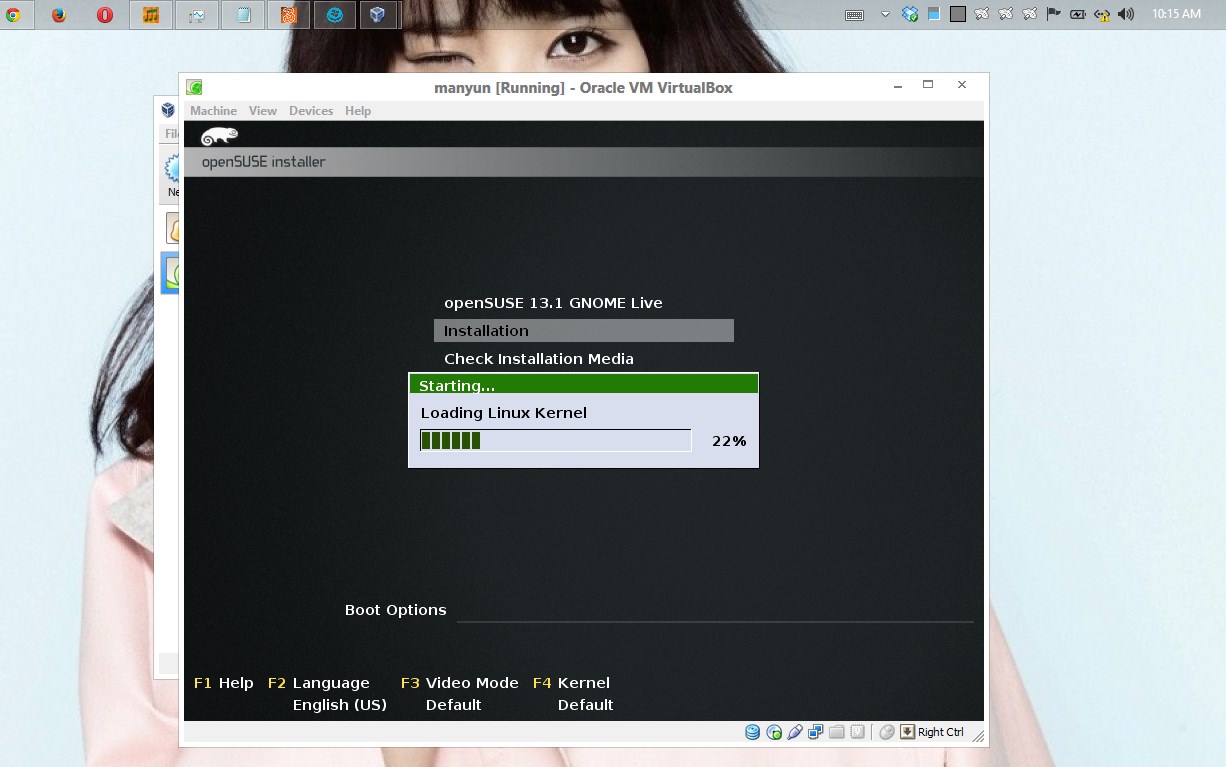 10:15 AM
manyun [Running] - Oracle VM VirtualBox
Machine View Devices Help
openSUSE installer
openSUSE 13.1 GNOME Live
Installation
Check Installation Media
Starting...
Loading Linux Kernel
22%
Boot Options
F1 Help F2 Language F3 Video Mode F4 Kernel
English (US) Default Default
Right Ctrl